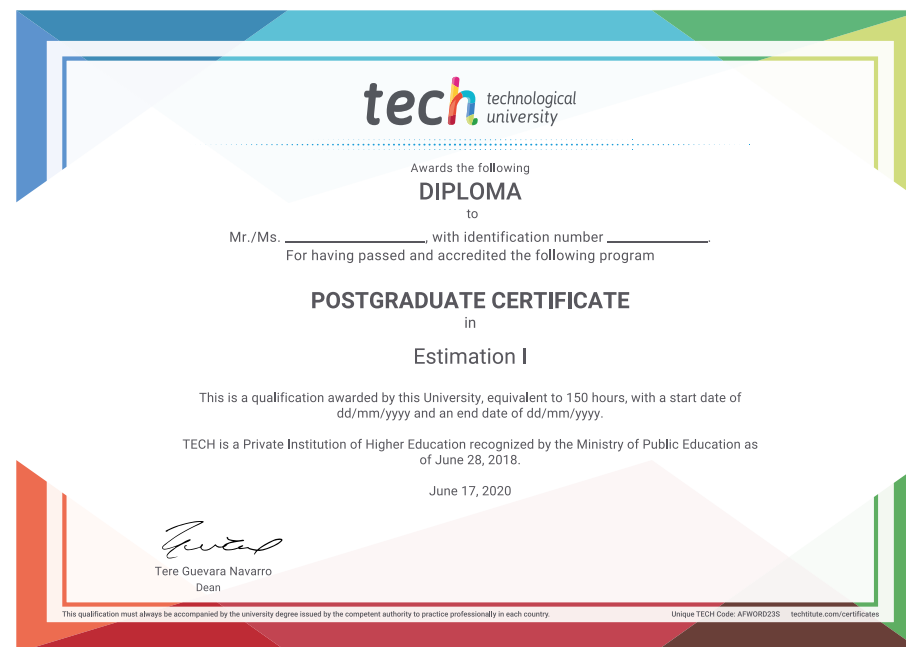 tech technological
university
Awards the following
DIPLOMA
to
Mr./Ms. ____________________, with identification number ______________.
For having passed and accredited the following program
POSTGRADUATE CERTIFICATE
in
Estimation I
This is a qualification awarded by this University, equivalent to 150 hours, with a start date of
dd/mm/yyyy and an end date of dd/mm/yyyy.
TECH is a Private Institution of Higher Education recognized by the Ministry of Public Education as
of June 28, 2018.
June 17, 2020
Tere Guevara Navarro
Dean
This qualification must always be accompanied by the university degree issued by the competent authority to practice professionally in each country.
Unique TECH Code: AFWORD23S techtitute.com/certificates